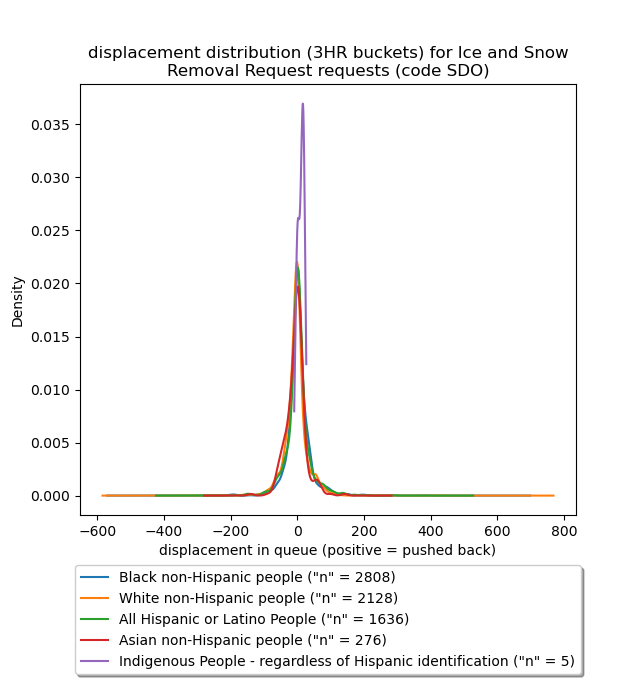 displacement distribution (3HR buckets) for Ice and Snow
Removal Request requests (code SDO)
0.035
0.030
0.025
0.020
0.015
0.010
0.005
0.000
Density
−600
−400
−200
0
200
400
600
800
displacement in queue (positive = pushed back)
Black non-Hispanic people ("n" = 2808)
White non-Hispanic people ("n" = 2128)
All Hispanic or Latino People ("n" = 1636)
Asian non-Hispanic people ("n" = 276)
Indigenous People - regardless of Hispanic identification ("n" = 5)